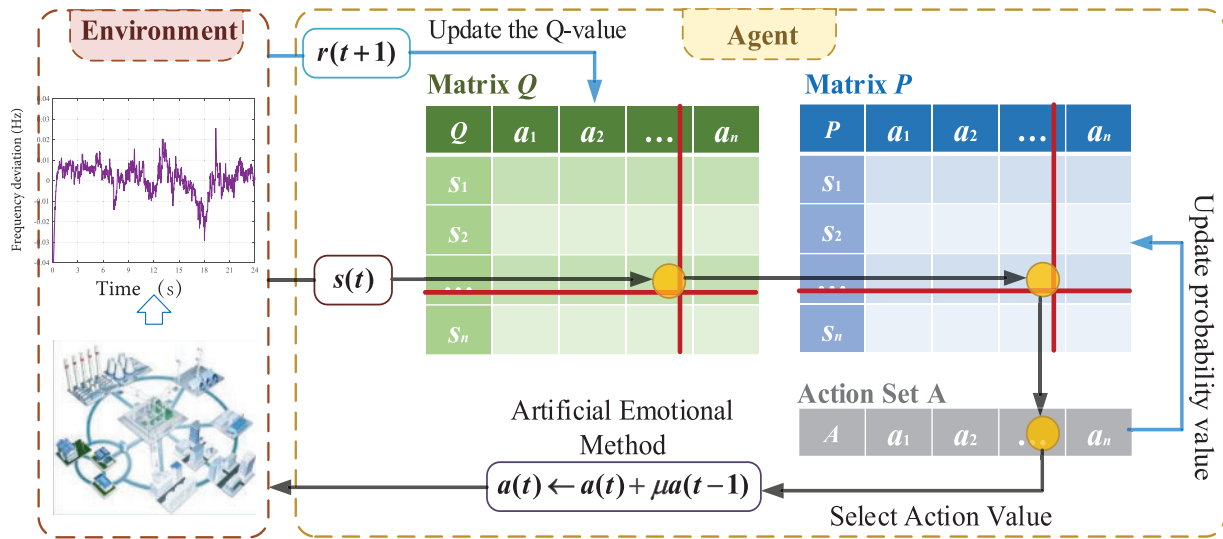 Environment
r(t+1)
Update the Q-value
Agent
Matrix Q
Matrix P
Q a₁ a₂ … aₙ
s₁
s₂
…
sₙ
P a₁ a₂ … aₙ
s₁
s₂
…
sₙ
Frequency deviation (Hz)
0.04
0.03
0.02
0.01
0
-0.01
-0.02
-0.03
-0.04
0 3 6 9 12 15 18 21 24
Time （s）
s(t)
Update probability value
Action Set A
A a₁ a₂ … aₙ
Artificial Emotional
Method
a(t) ← a(t) + μa(t−1)
Select Action Value